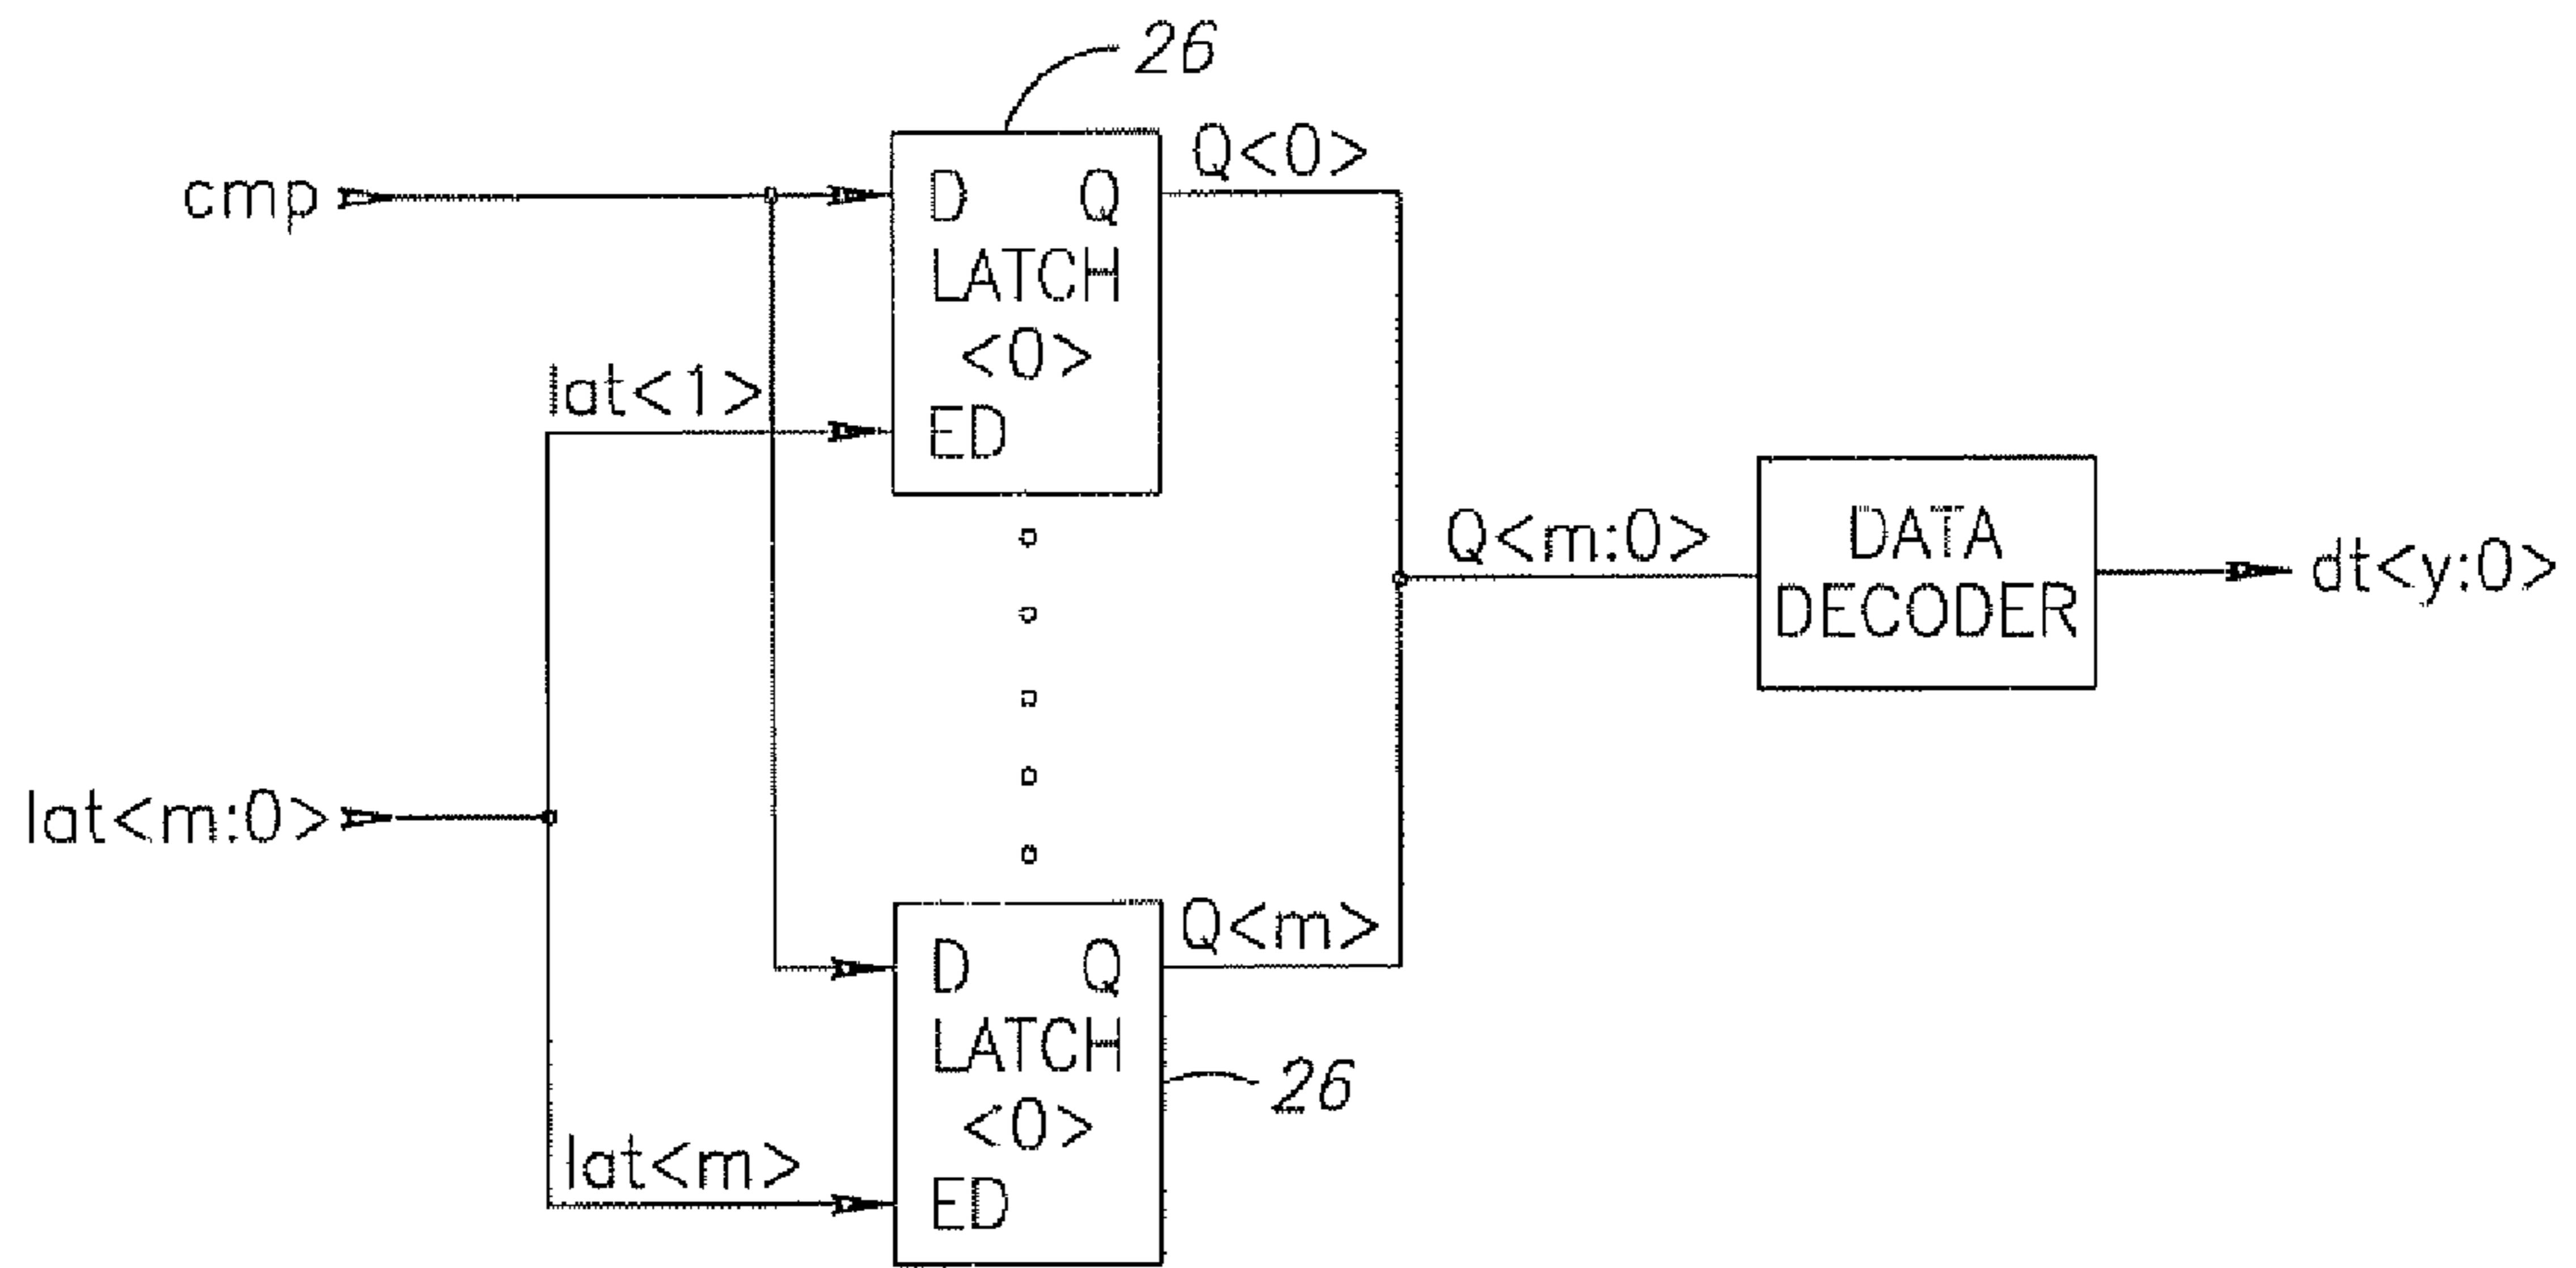 26
Q<0>
cmp
D Q
LATCH
<0>
lat<1>
ED
Q<m:0>
DATA
DECODER
dt<y:0>
lat<m:0>
Q<m>
D Q
LATCH
<0>
26
lat<m>
ED